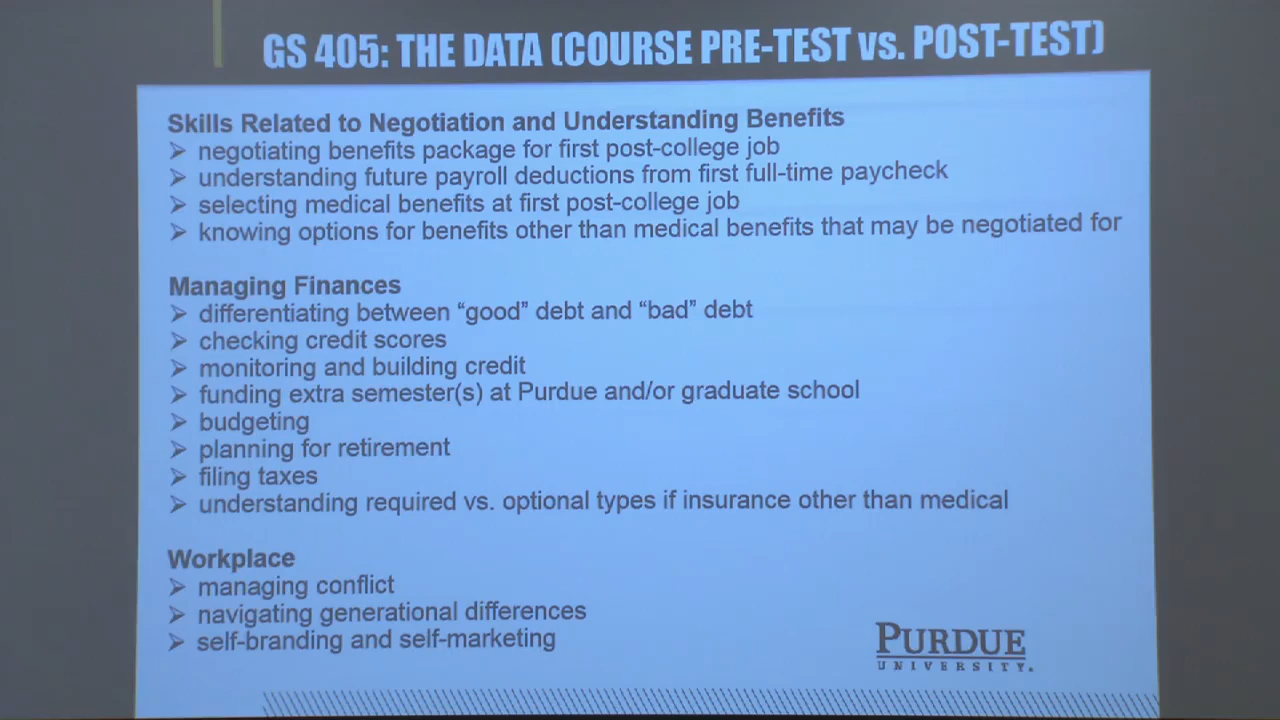 GS 405: THE DATA (COURSE PRE-TEST vs. POST-TEST)
Skills Related to Negotiation and Understanding Benefits
➢ negotiating benefits package for first post-college job
➢ understanding future payroll deductions from first full-time paycheck
➢ selecting medical benefits at first post-college job
➢ knowing options for benefits other than medical benefits that may be negotiated for
Managing Finances
➢ differentiating between “good” debt and “bad” debt
➢ checking credit scores
➢ monitoring and building credit
➢ funding extra semester(s) at Purdue and/or graduate school
➢ budgeting
➢ planning for retirement
➢ filing taxes
➢ understanding required vs. optional types if insurance other than medical
Workplace
➢ managing conflict
➢ navigating generational differences
➢ self-branding and self-marketing
PURDUE
UNIVERSITY.